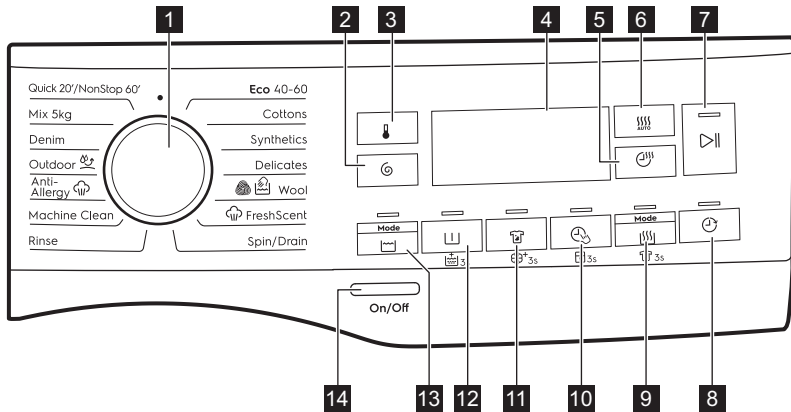 1
2
3
4
5
6
7
Quick 20'/NonStop 60'
Mix 5kg
Denim
Outdoor
Anti-
Allergy
Machine Clean
Rinse
Eco 40-60
Cottons
Synthetics
Delicates
Wool
FreshScent
Spin/Drain
AUTO
Mode
Mode
3
3s
3s
3s
On/Off
14
13
12
11
10
9
8